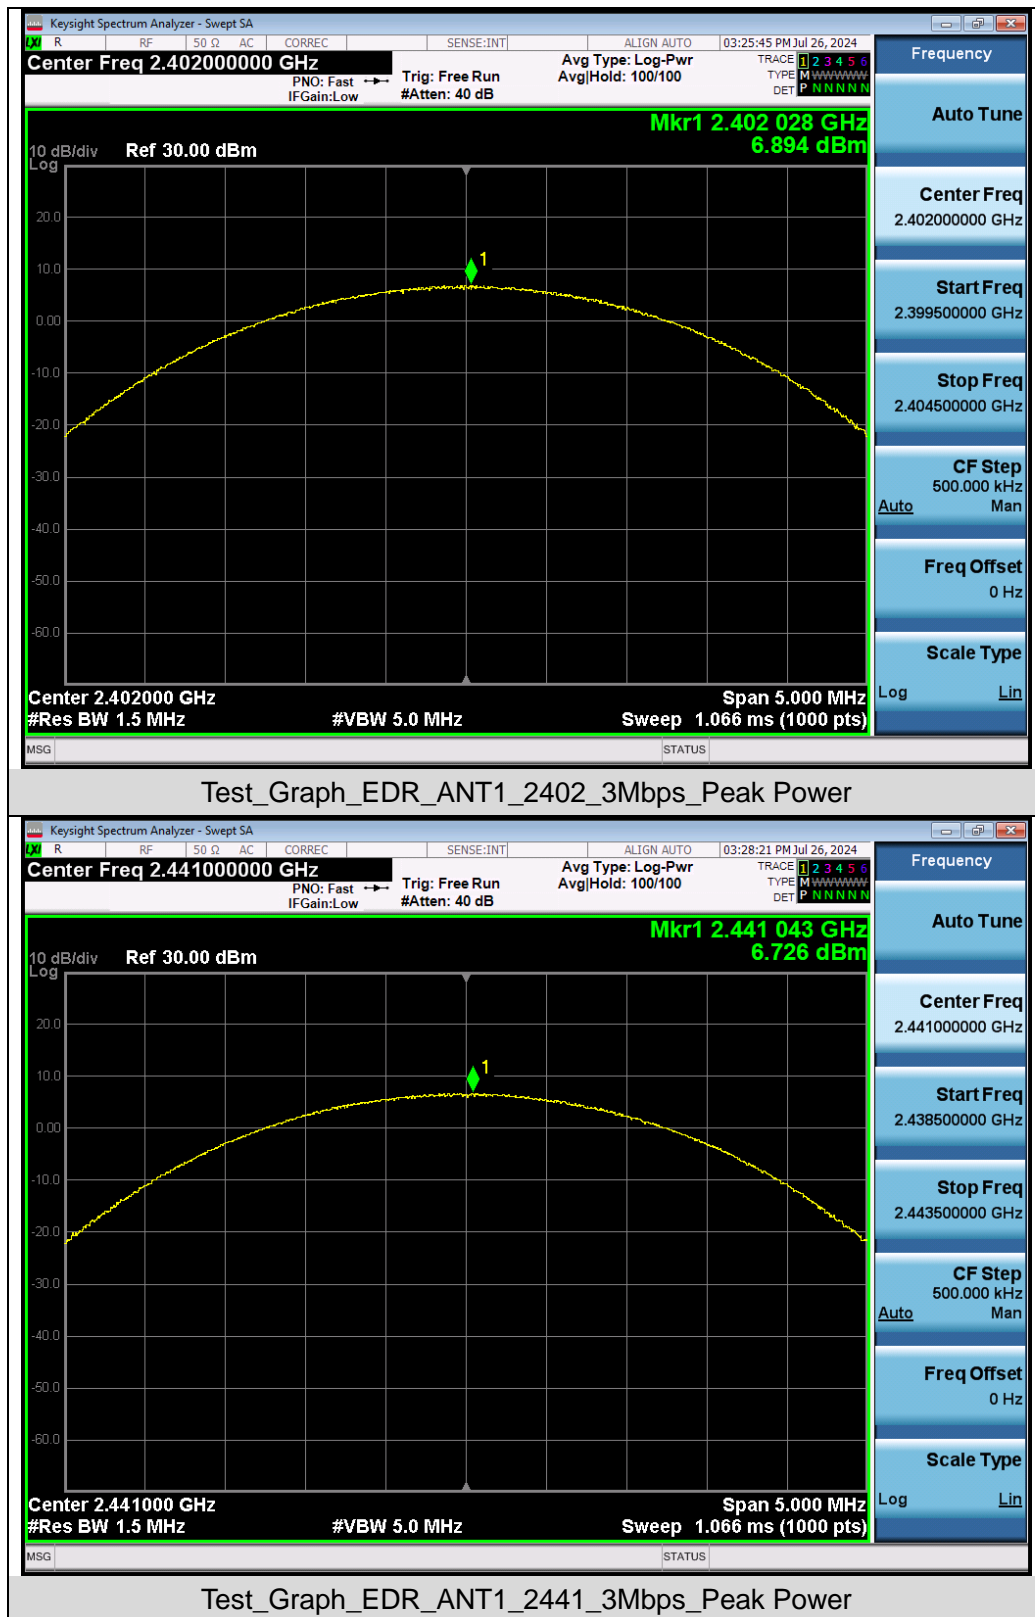 Keysight Spectrum Analyzer - Swept SA
LXI R RF 50 Ω AC CORREC SENSE:INT ALIGN AUTO 03:25:45 PM Jul 26, 2024
Center Freq 2.402000000 GHz
PNO: Fast
IFGain:Low
Trig: Free Run
#Atten: 40 dB
Avg Type: Log-Pwr
Avg|Hold: 100/100
TRACE 1 2 3 4 5 6
TYPE M WWWWW
DET P N N N N N
Mkr1 2.402 028 GHz
6.894 dBm
10 dB/div
Log
Ref 30.00 dBm
20.0
10.0
0.00
-10.0
-20.0
-30.0
-40.0
-50.0
-60.0
1
Center 2.402000 GHz
Span 5.000 MHz
#Res BW 1.5 MHz
#VBW 5.0 MHz
Sweep 1.066 ms (1000 pts)
MSG
STATUS
Frequency
Auto Tune
Center Freq
2.402000000 GHz
Start Freq
2.399500000 GHz
Stop Freq
2.404500000 GHz
CF Step
500.000 kHz
Auto Man
Freq Offset
0 Hz
Scale Type
Log Lin
Test_Graph_EDR_ANT1_2402_3Mbps_Peak Power
Keysight Spectrum Analyzer - Swept SA
LXI R RF 50 Ω AC CORREC SENSE:INT ALIGN AUTO 03:28:21 PM Jul 26, 2024
Center Freq 2.441000000 GHz
PNO: Fast
IFGain:Low
Trig: Free Run
#Atten: 40 dB
Avg Type: Log-Pwr
Avg|Hold: 100/100
TRACE 1 2 3 4 5 6
TYPE M WWWWW
DET P N N N N N
Mkr1 2.441 043 GHz
6.726 dBm
10 dB/div
Log
Ref 30.00 dBm
20.0
10.0
0.00
-10.0
-20.0
-30.0
-40.0
-50.0
-60.0
1
Center 2.441000 GHz
Span 5.000 MHz
#Res BW 1.5 MHz
#VBW 5.0 MHz
Sweep 1.066 ms (1000 pts)
MSG
STATUS
Frequency
Auto Tune
Center Freq
2.441000000 GHz
Start Freq
2.438500000 GHz
Stop Freq
2.443500000 GHz
CF Step
500.000 kHz
Auto Man
Freq Offset
0 Hz
Scale Type
Log Lin
Test_Graph_EDR_ANT1_2441_3Mbps_Peak Power